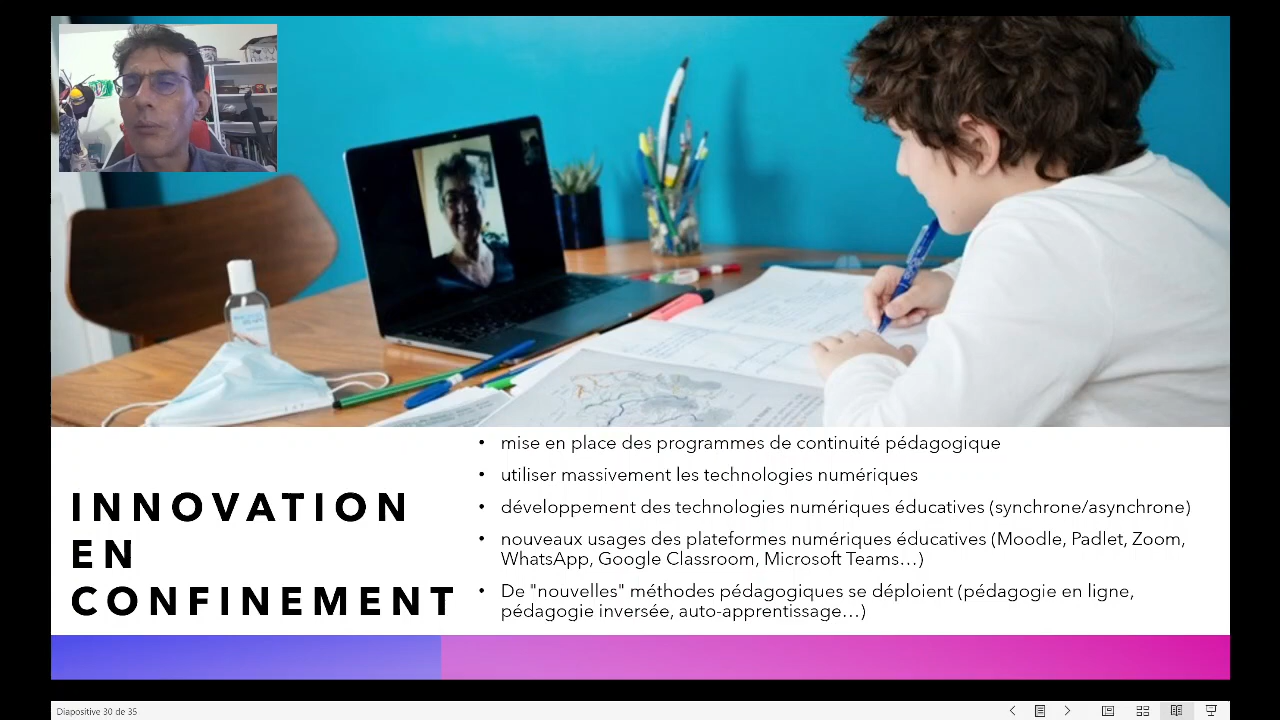 INNOVATION
EN
CONFINEMENT
• mise en place des programmes de continuité pédagogique
• utiliser massivement les technologies numériques
• développement des technologies numériques éducatives (synchrone/asynchrone)
• nouveaux usages des plateformes numériques éducatives (Moodle, Padlet, Zoom,
WhatsApp, Google Classroom, Microsoft Teams…)
• De "nouvelles" méthodes pédagogiques se déploient (pédagogie en ligne,
pédagogie inversée, auto-apprentissage…)
Diapositive 30 de 35